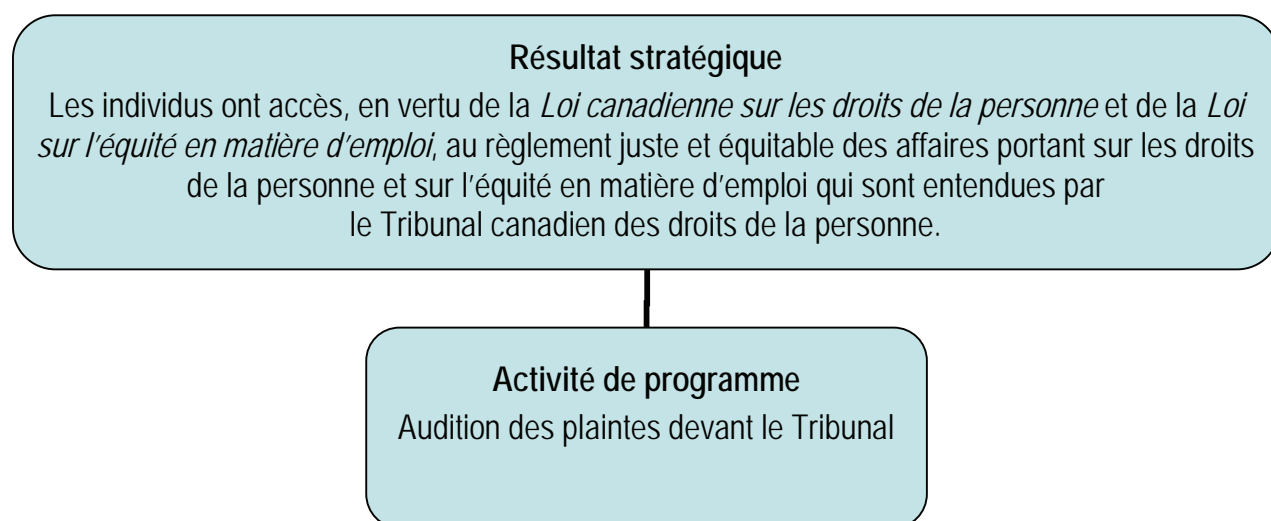 Résultat stratégique
Les individus ont accès, en vertu de la Loi canadienne sur les droits de la personne et de la Loi
sur l'équité en matière d'emploi, au règlement juste et équitable des affaires portant sur les droits
de la personne et sur l'équité en matière d'emploi qui sont entendues par
le Tribunal canadien des droits de la personne.
Activité de programme
Audition des plaintes devant le Tribunal